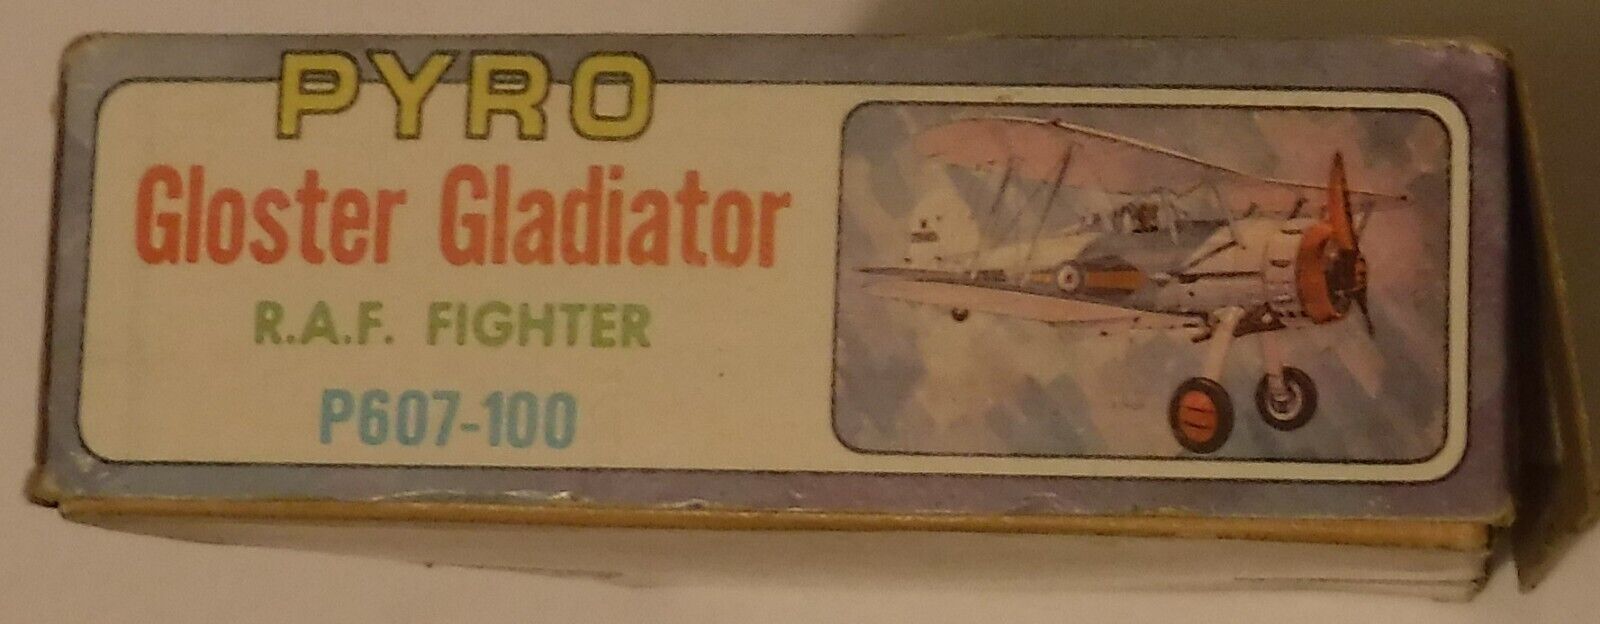 PYRO
Gloster Gladiator
R.A.F. FIGHTER
P607-100